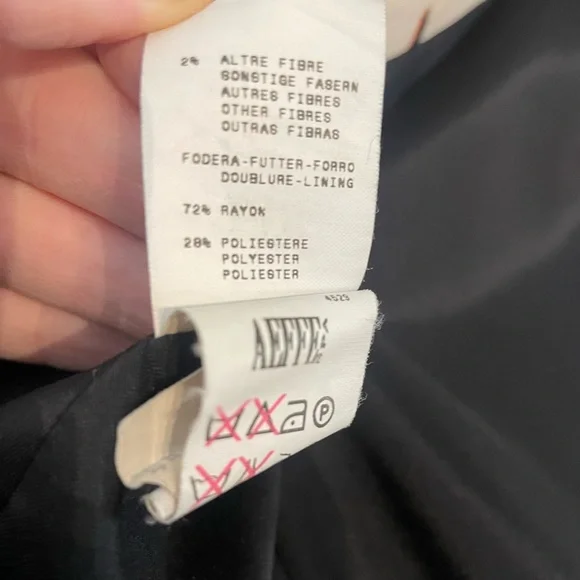 2% ALTRE FIBRE
SONSTIGE FASERN
AUTRES FIBRES
OTHER FIBRES
OUTRAS FIBRAS
FODERA-FUTTER-FORRO
DOUBLURE-LINING
72% RAYON
28% POLIESTERE
POLYESTER
POLIESTER
4529
AEFFE
P